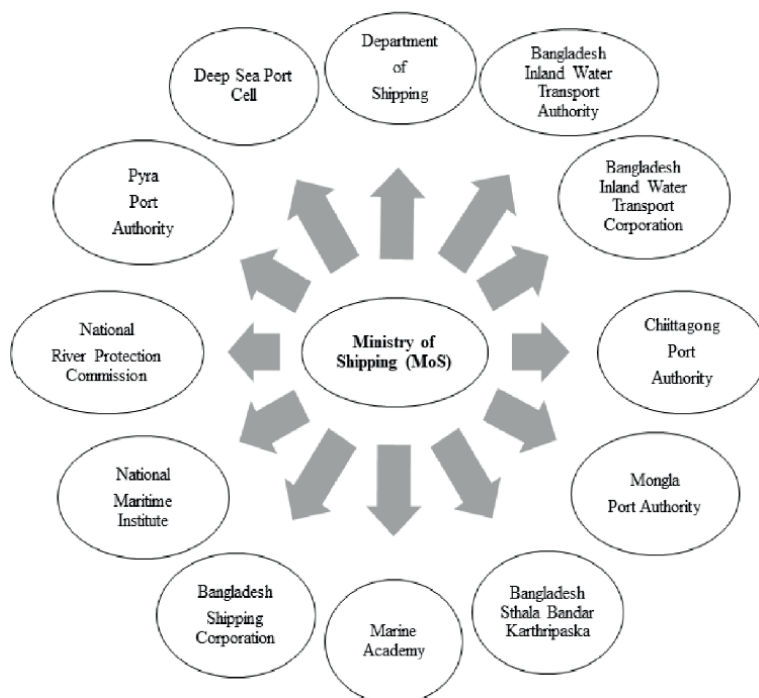 Department
of
Shipping
Bangladesh
Inland Water
Transport
Authority
Bangladesh
Inland Water
Transport
Corporation
Chiittagong
Port
Authority
Mongla
Port Authority
Bangladesh
Sthala Bandar
Karthripaska
Marine
Academy
Bangladesh
Shipping
Corporation
National
Maritime
Institute
National
River Protection
Commission
Pyra
Port
Authority
Deep Sea Port
Cell
Ministry of
Shipping (MoS)